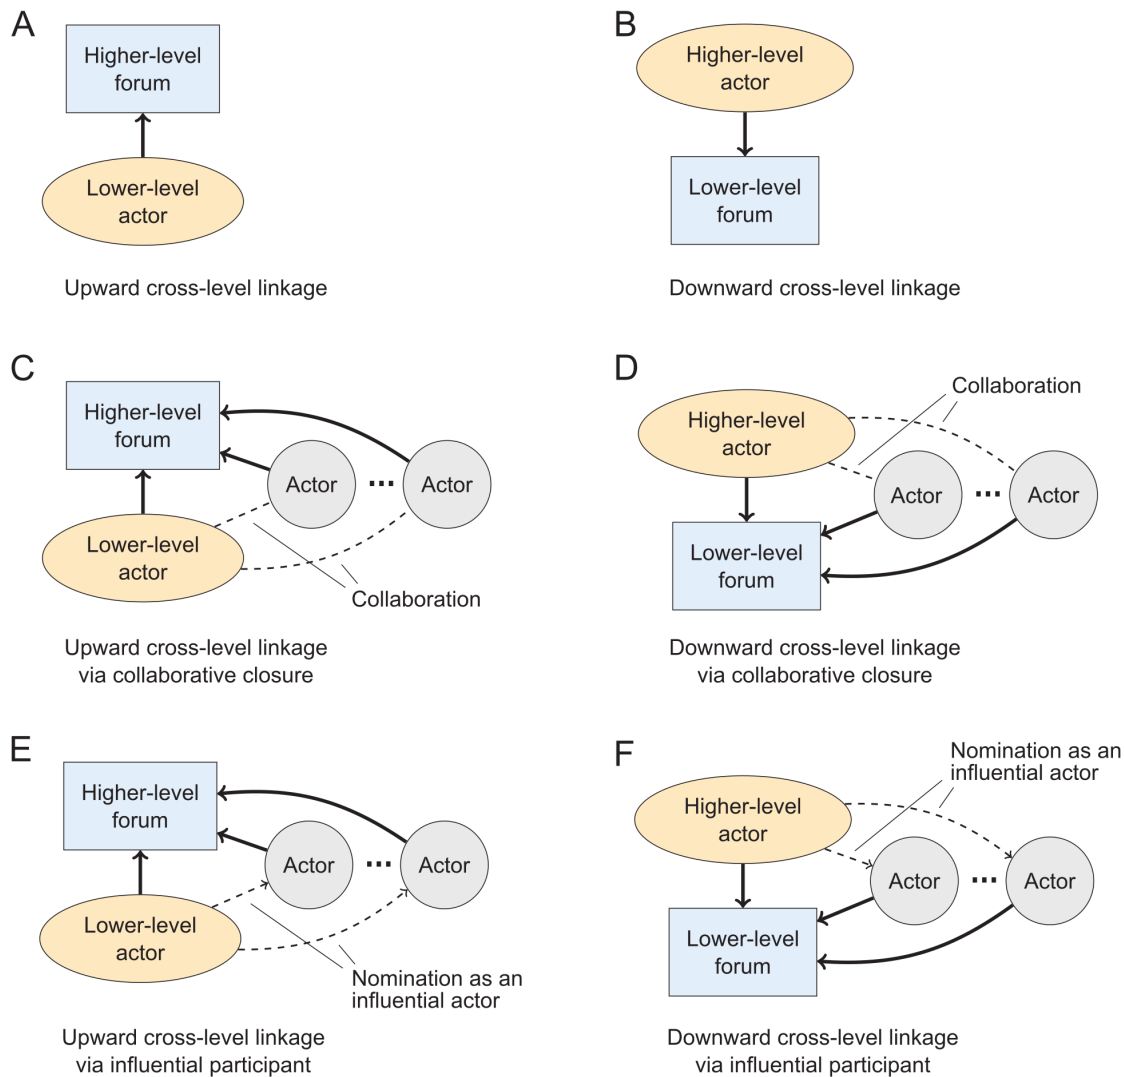 A
Higher-level
forum
Lower-level
actor
Upward cross-level linkage
B
Higher-level
actor
Lower-level
forum
Downward cross-level linkage
C
Higher-level
forum
Actor
Actor
Lower-level
actor
Collaboration
Upward cross-level linkage
via collaborative closure
D
Collaboration
Higher-level
actor
Actor
Actor
Lower-level
forum
Downward cross-level linkage
via collaborative closure
E
Higher-level
forum
Actor
Actor
Lower-level
actor
Nomination as an
influential actor
Upward cross-level linkage
via influential participant
F
Nomination as an
influential actor
Higher-level
actor
Actor
Actor
Lower-level
forum
Downward cross-level linkage
via influential participant